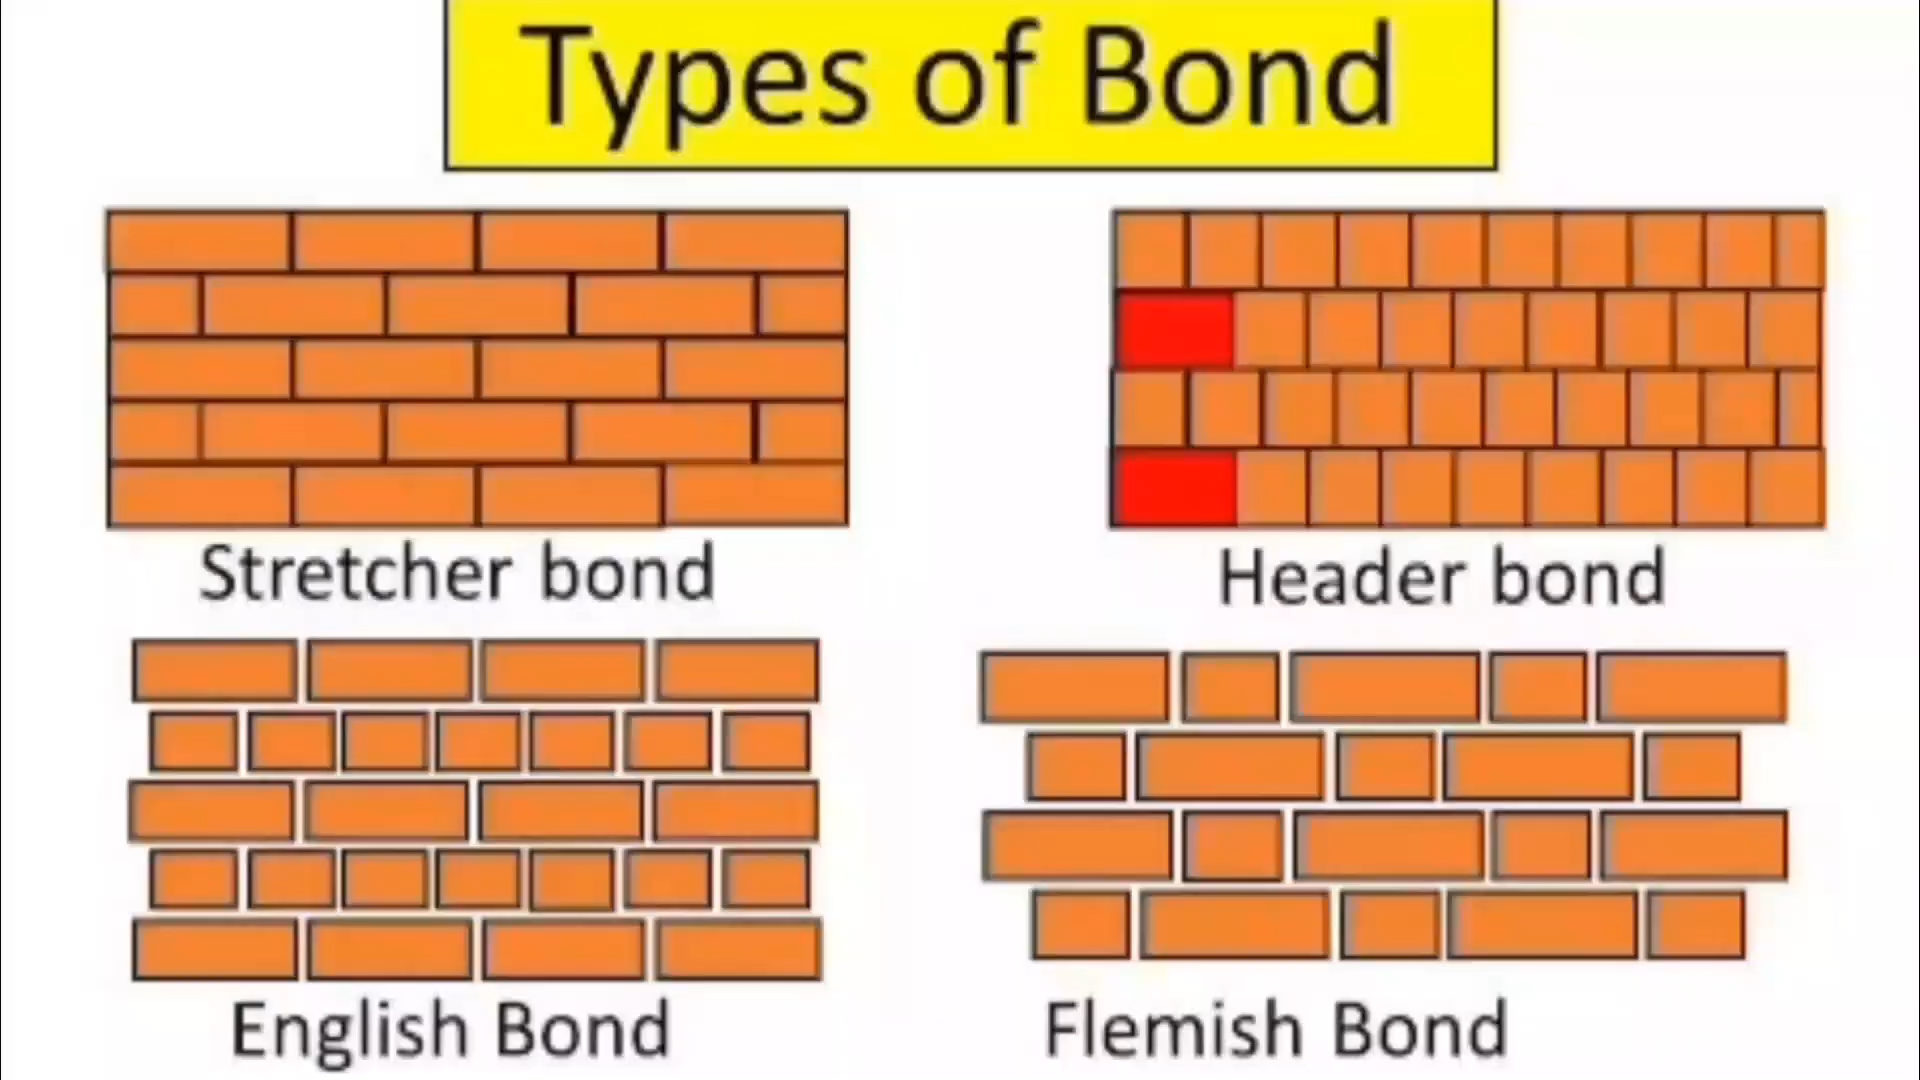 Types of Bond
Stretcher bond
Header bond
English Bond
Flemish Bond